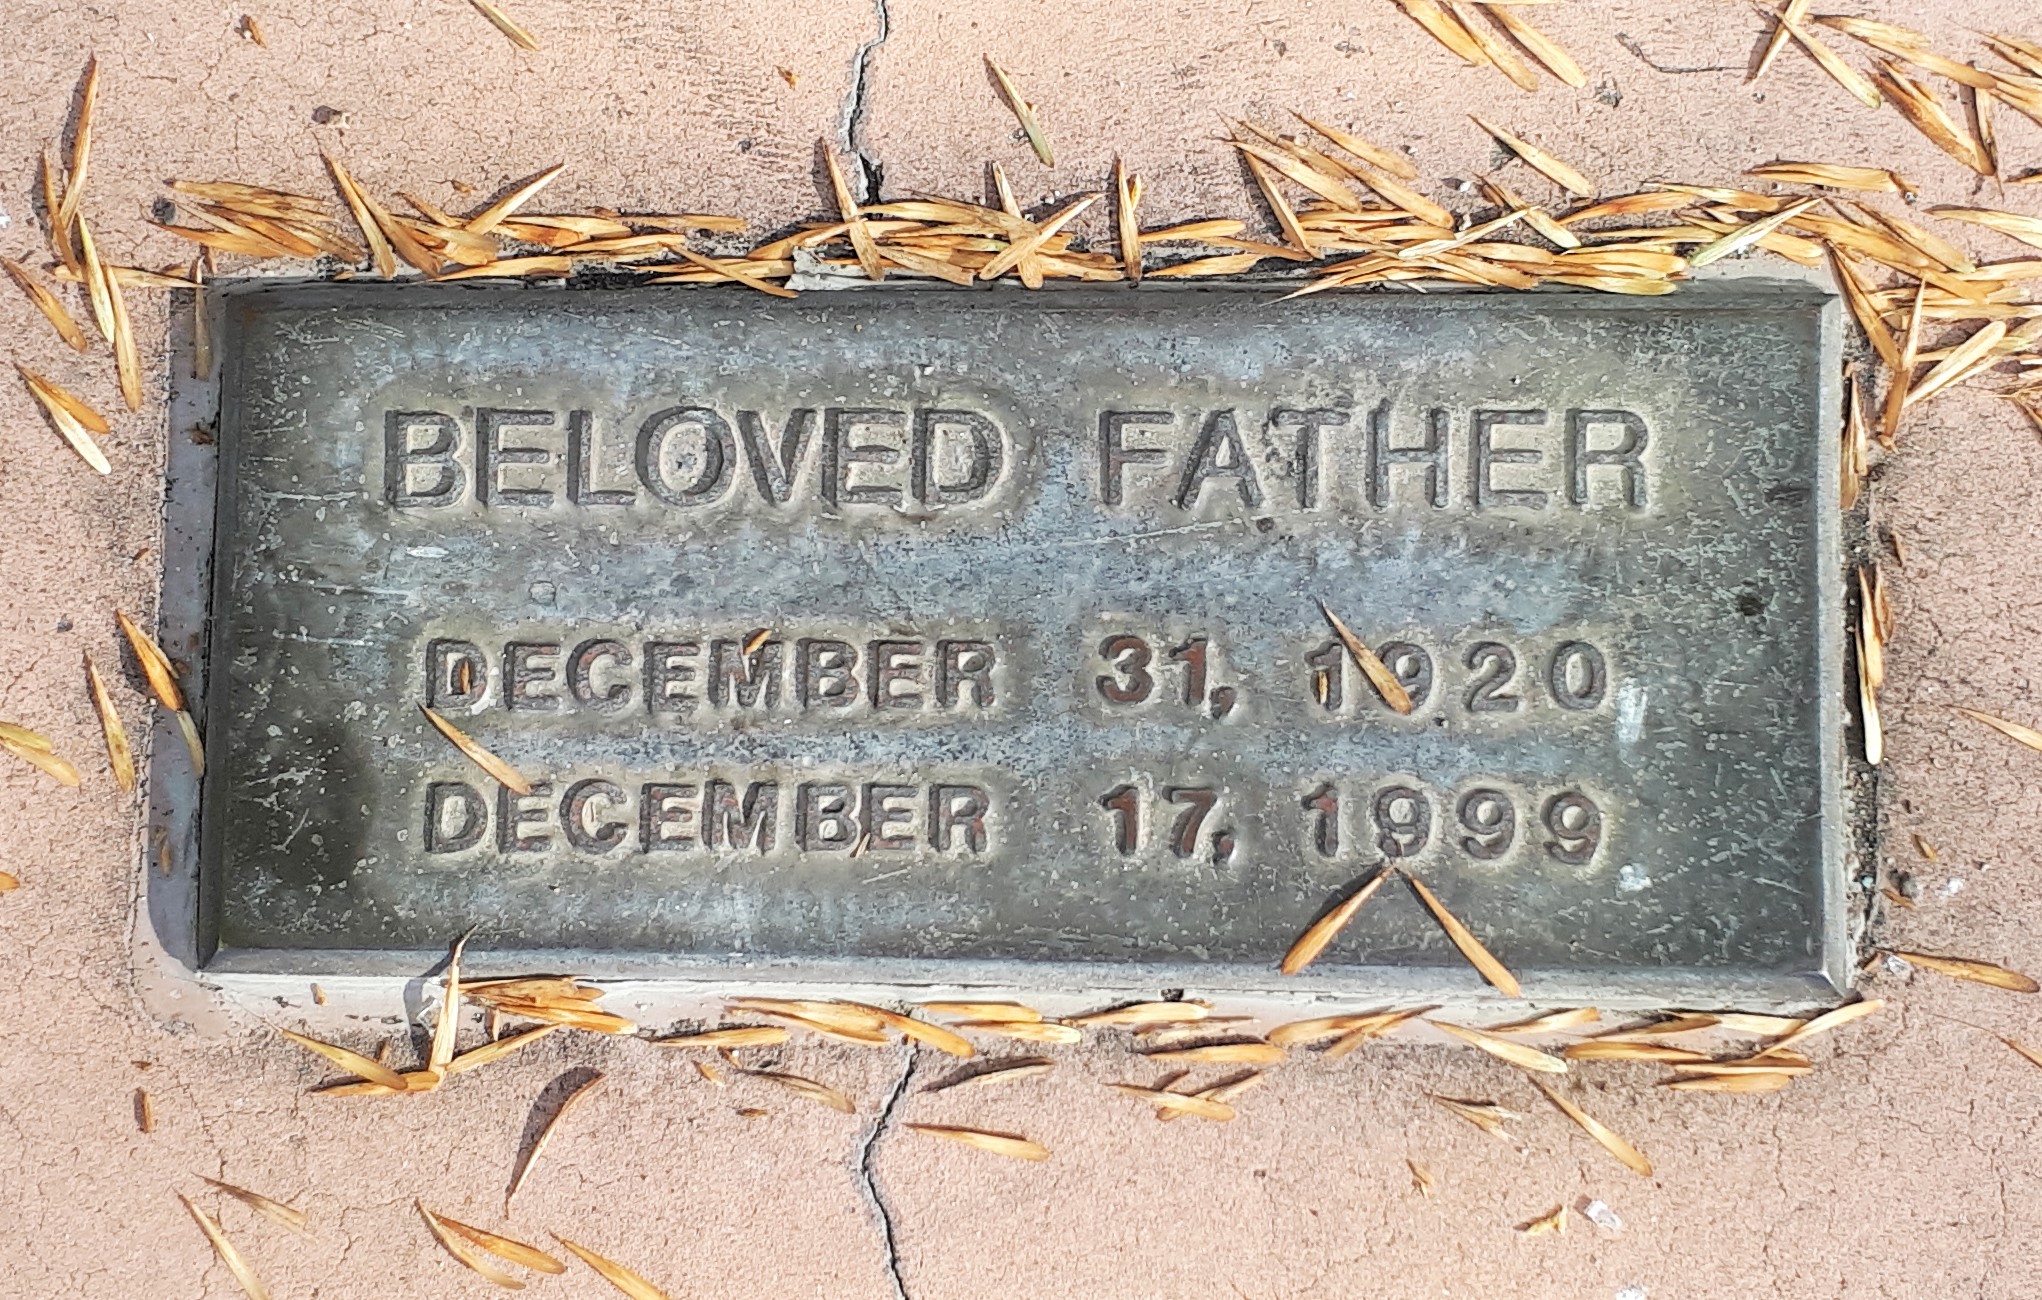 BELOVED FATHER
DECEMBER 31, 1920
DECEMBER 17, 1999